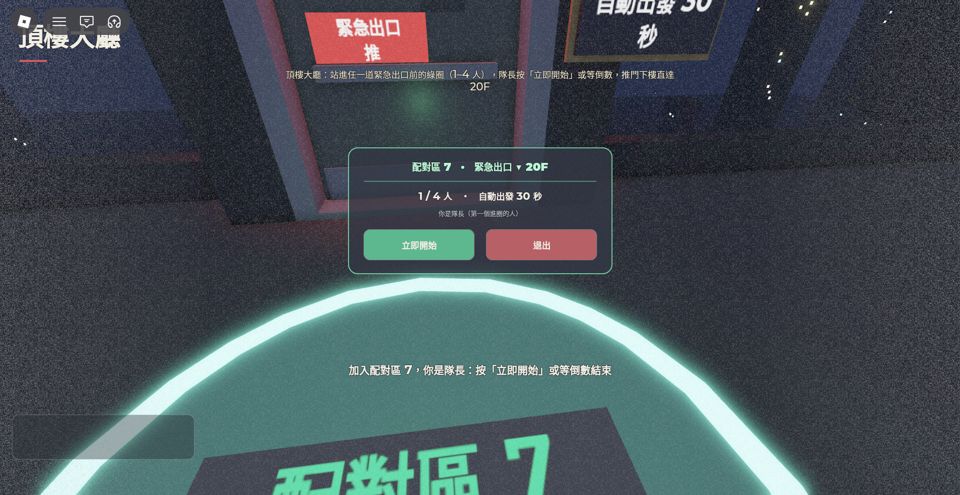 頂樓大廳
緊急出口
推
自動出發 30
秒
頂樓大廳：站進任一道緊急出口前的綠圈（1–4 人），隊長按「立即開始」或等倒數，推門下樓直達
20F
配對區 7 • 緊急出口 ▼ 20F
1 / 4 人 • 自動出發 30 秒
你是隊長（第一個進圈的人）
立即開始
退出
加入配對區 7，你是隊長：按「立即開始」或等倒數結束
配對區 7